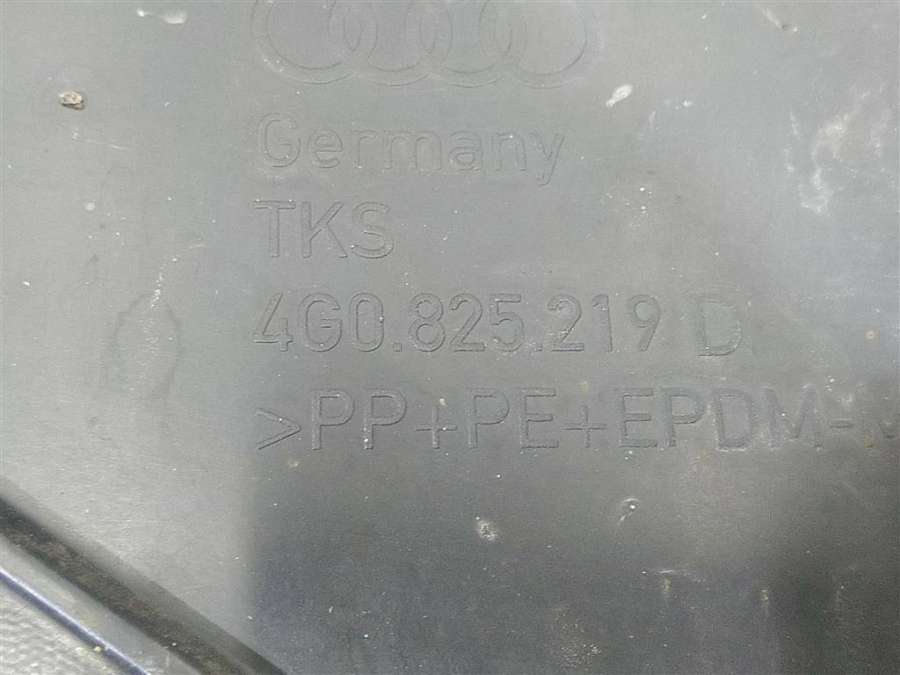 Germany
TKS
4G0.825.219 D
>PP+PE+EPDM-